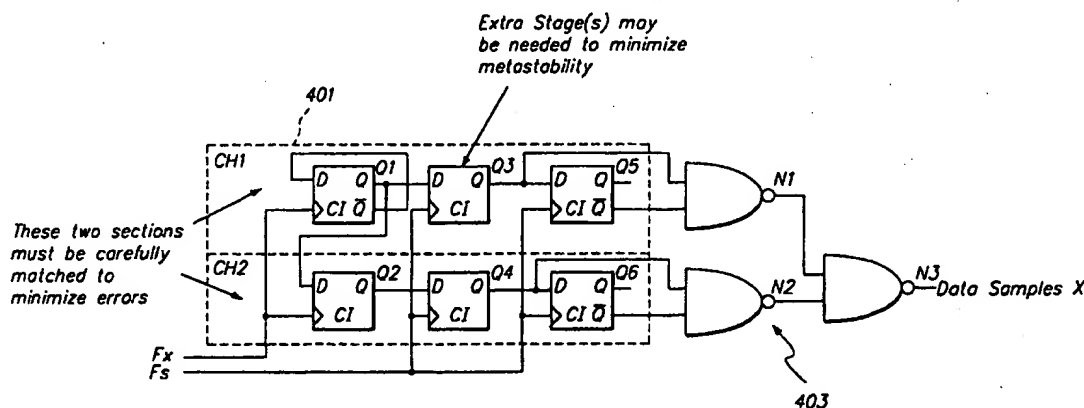 Extra Stage(s) may
be needed to minimize
metastability
401
CH1
D Q
CI Q̅
Q1
D Q
CI
Q3
D Q
CI Q̅
Q5
N1
These two sections
must be carefully
matched to
minimize errors
CH2
D Q
CI
Q2
D Q
CI
Q4
D Q
CI Q̅
Q6
N2
N3
Data Samples X
Fx
Fs
403